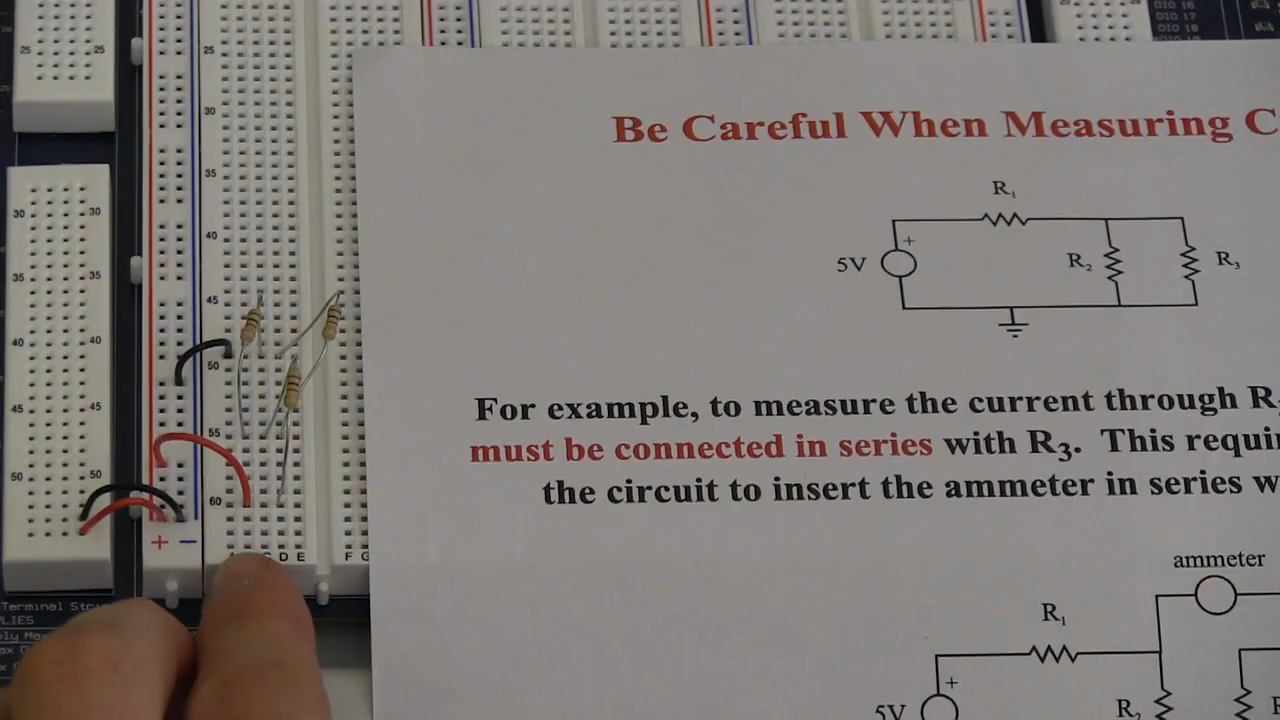 DIO 16
DIO 17
Be Careful When Measuring C
R₁
5V
+
R₂
R₃
For example, to measure the current through R
must be connected in series with R₃. This requi
the circuit to insert the ammeter in series w
ammeter
R₁
+
5V
R₂
25
25
30
30
35
35
40
40
45
45
50
50
25
30
35
40
45
50
55
60
+ −
D E
F G
Terminal
PLIES